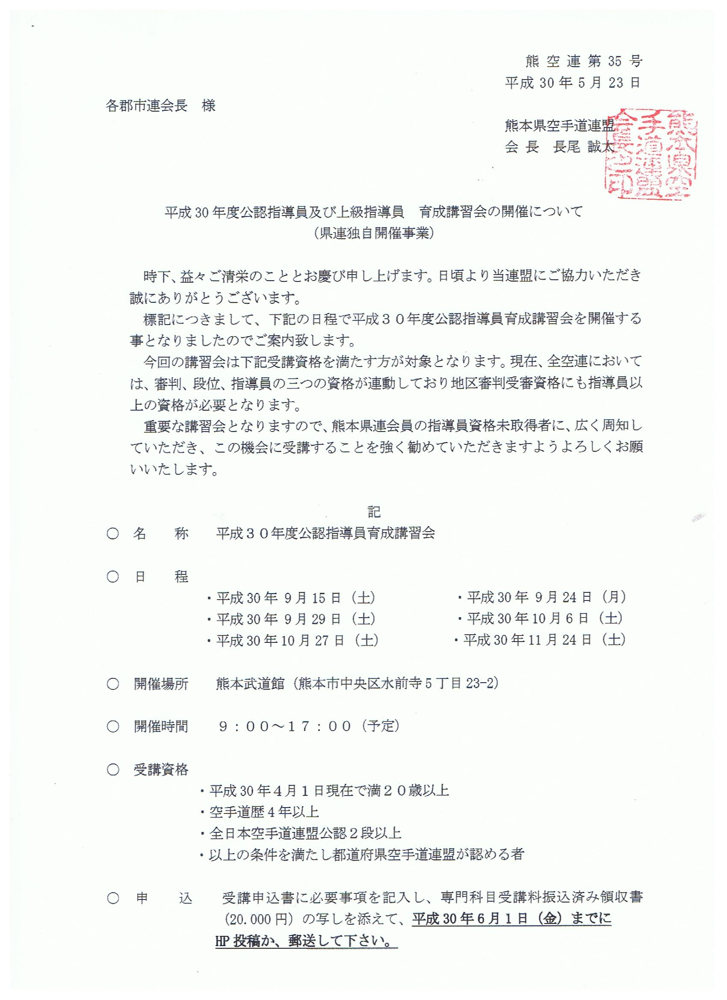 熊 空 連 第 35 号
平成 30 年 5 月 23 日
各郡市連会長　様
熊本県空手道連盟
会 長　長尾 誠太
熊本県空手道連盟会長之印
平成 30 年度公認指導員及び上級指導員　育成講習会の開催について
（県連独自開催事業）
時下、益々ご清栄のこととお慶び申し上げます。日頃より当連盟にご協力いただき
誠にありがとうございます。
標記につきまして、下記の日程で平成３０年度公認指導員育成講習会を開催する
事となりましたのでご案内致します。
今回の講習会は下記受講資格を満たす方が対象となります。現在、全空連において
は、審判、段位、指導員の三つの資格が連動しており地区審判受審資格にも指導員以
上の資格が必要となります。
重要な講習会となりますので、熊本県連会員の指導員資格未取得者に、広く周知し
ていただき、この機会に受講することを強く勧めていただきますようよろしくお願
いいたします。
記
○　名　　称　　平成３０年度公認指導員育成講習会
○　日　　程
・平成 30 年 9 月 15 日（土）　・平成 30 年 9 月 24 日（月）
・平成 30 年 9 月 29 日（土）　・平成 30 年 10 月 6 日（土）
・平成 30 年 10 月 27 日（土）　・平成 30 年 11 月 24 日（土）
○　開催場所　　熊本武道館（熊本市中央区水前寺 5 丁目 23-2）
○　開催時間　　９：００～１７：００（予定）
○　受講資格
・平成 30 年４月１日現在で満２０歳以上
・空手道歴４年以上
・全日本空手道連盟公認２段以上
・以上の条件を満たし都道府県空手道連盟が認める者
○　申　　込　　受講申込書に必要事項を記入し、専門科目受講料振込済み領収書
（20.000 円）の写しを添えて、平成 30 年６月１日（金）までに
HP 投稿か、郵送して下さい。